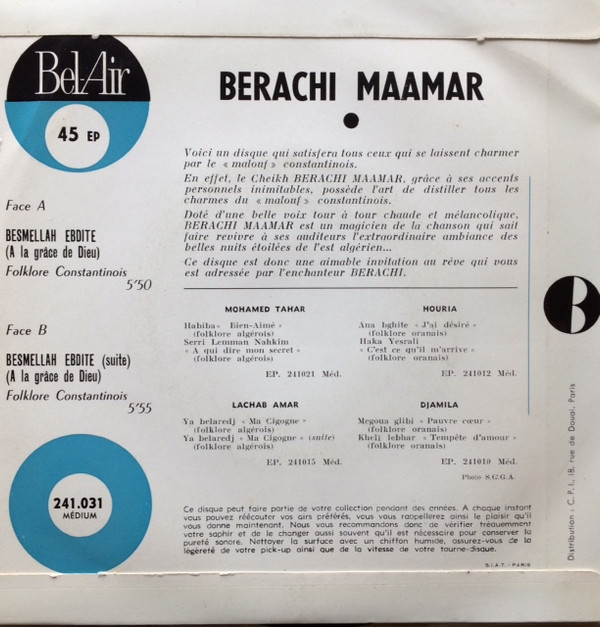 Bel-Air
45 EP
BERACHI MAAMAR
Voici un disque qui satisfera tous ceux qui se laissent charmer
par le « malouf » constantinois.
En effet, le Cheikh BERACHI MAAMAR, grâce à ses accents
personnels inimitables, possède l'art de distiller tous les
charmes du « malouf » constantinois.
Doté d'une belle voix tour à tour chaude et mélancolique,
BERACHI MAAMAR est un magicien de la chanson qui sait
faire revivre à ses auditeurs l'extraordinaire ambiance des
belles nuits étoilées de l'est algérien...
Ce disque est donc une aimable invitation au rêve qui vous
est adressée par l'enchanteur BERACHI.
Face A
BESMELLAH EBDITE
(A la grâce de Dieu)
Folklore Constantinois
5'50
Face B
BESMELLAH EBDITE (suite)
(A la grâce de Dieu)
Folklore Constantinois
5'55
241.031
MÉDIUM
MOHAMED TAHAR
Habiba« Bien-Aimé »
(folklore algérois)
Serri Lemman Nahkim
« A qui dire mon secret »
(folklore algérois)
EP. 241021 Méd.
HOURIA
Ana bghite « J'ai désiré »
(folklore oranais)
Haka Yesrali
« C'est ce qu'il m'arrive »
(folklore oranais)
EP. 241012 Méd.
LACHAB AMAR
Ya belaredj « Ma Cigogne »
(folklore algérois)
Ya belaredj « Ma Cigogne » (suite)
(folklore algérois)
EP. 241015 Méd.
DJAMILA
Megoua glibi « Pauvre cœur »
(folklore oranais)
Kheli lebhar « Tempête d'amour »
(folklore oranais)
EP. 241010 Méd.
Photo S.C.G.A.
Ce disque peut faire partie de votre collection pendant des années. A chaque instant
vous pouvez réécouter vos airs préférés, vous vous rappellerez ainsi le plaisir qu'il
vous donne maintenant. Nous vous recommandons donc de vérifier fréquemment
votre saphir et de le changer aussi souvent qu'il est nécessaire pour conserver la
pureté sonore. Nettoyer la surface avec un chiffon humide, assurez-vous de la
légèreté de votre pick-up ainsi que de la vitesse de votre tourne-disque.
S.I.A.T. - PARIS
B
Distribution : C. P. I., 18, rue de Douai, Paris